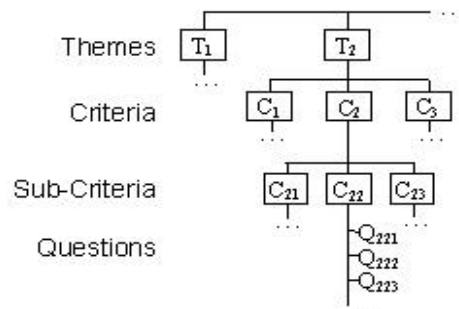 Themes T₁ T₂ ...
...
Criteria C₁ C₂ C₃
... ...
Sub-Criteria C₂₁ C₂₂ C₂₃
... ...
Questions Q₂₂₁
Q₂₂₂
Q₂₂₃